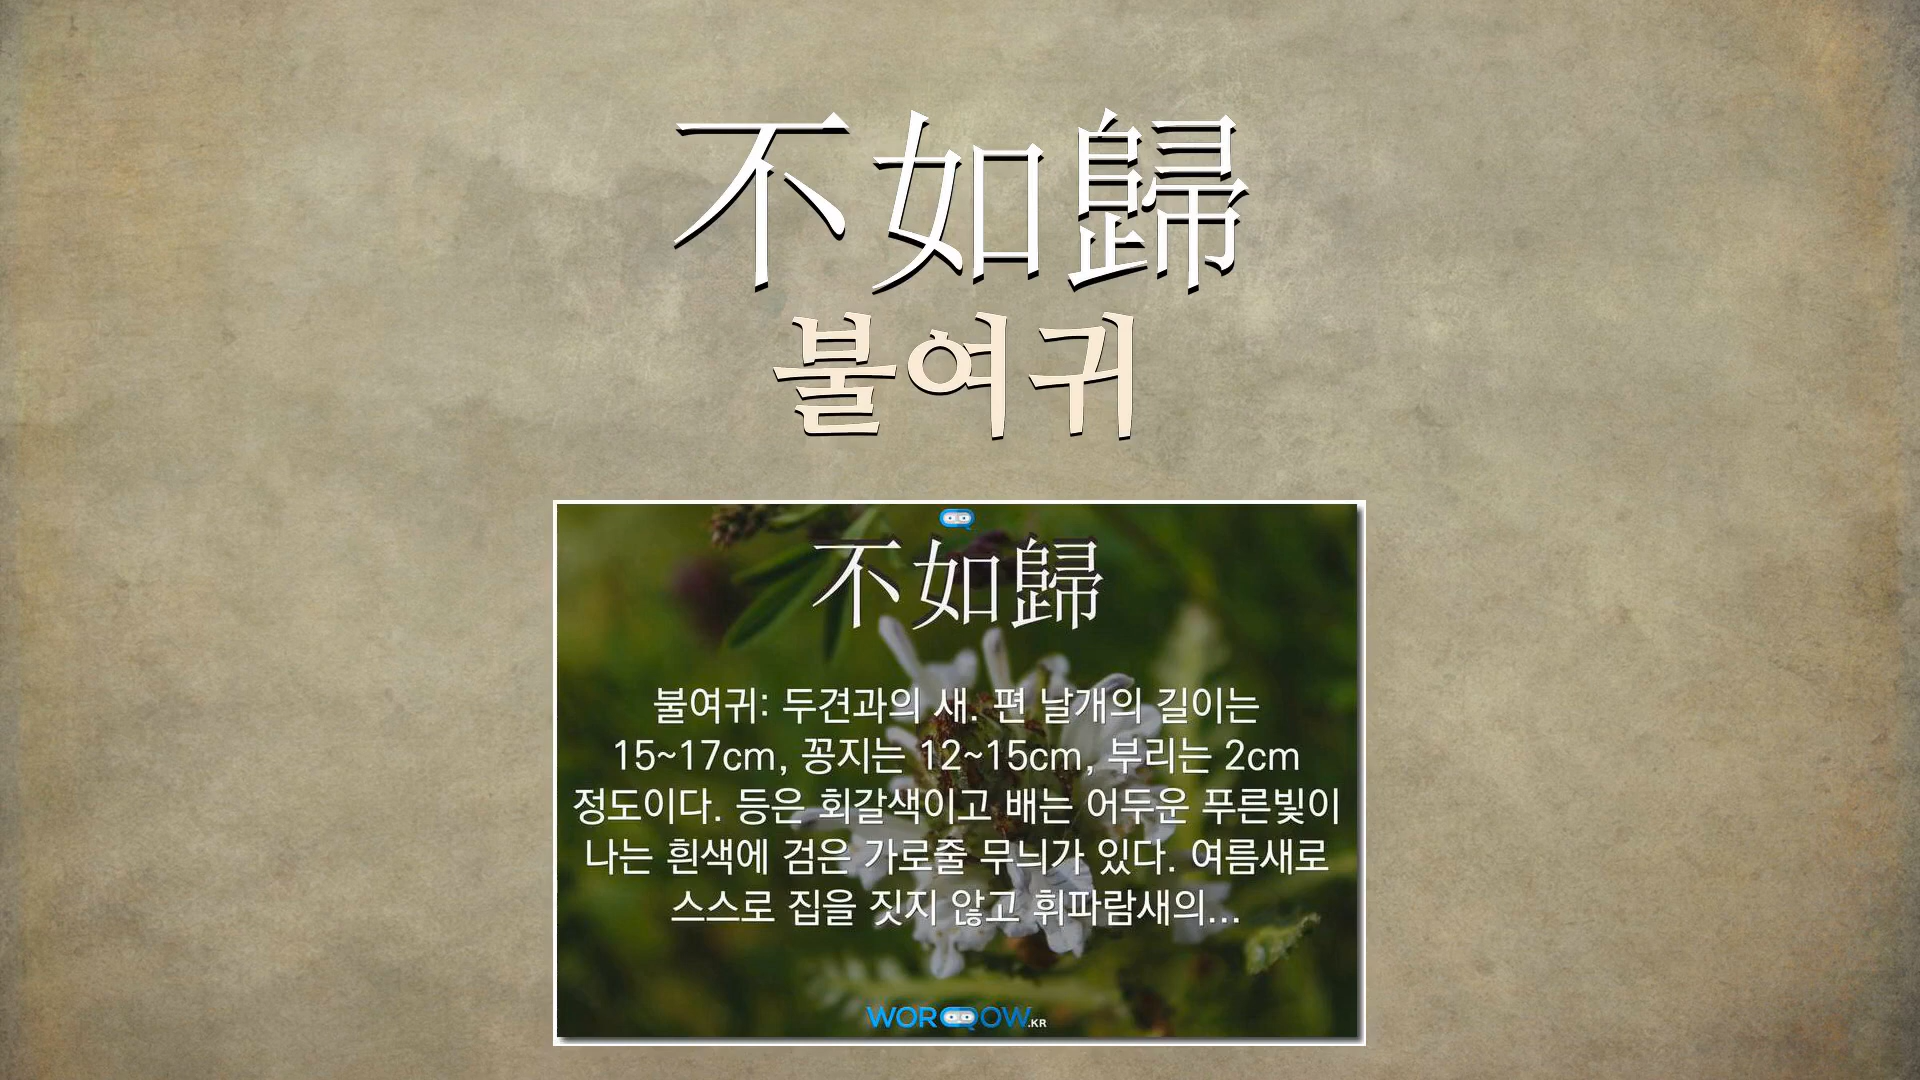 不如歸
불여귀
不如歸
불여귀: 두견과의 새. 편 날개의 길이는
15~17cm, 꽁지는 12~15cm, 부리는 2cm
정도이다. 등은 회갈색이고 배는 어두운 푸른빛이
나는 흰색에 검은 가로줄 무늬가 있다. 여름새로
스스로 집을 짓지 않고 휘파람새의...
WORQOW.KR